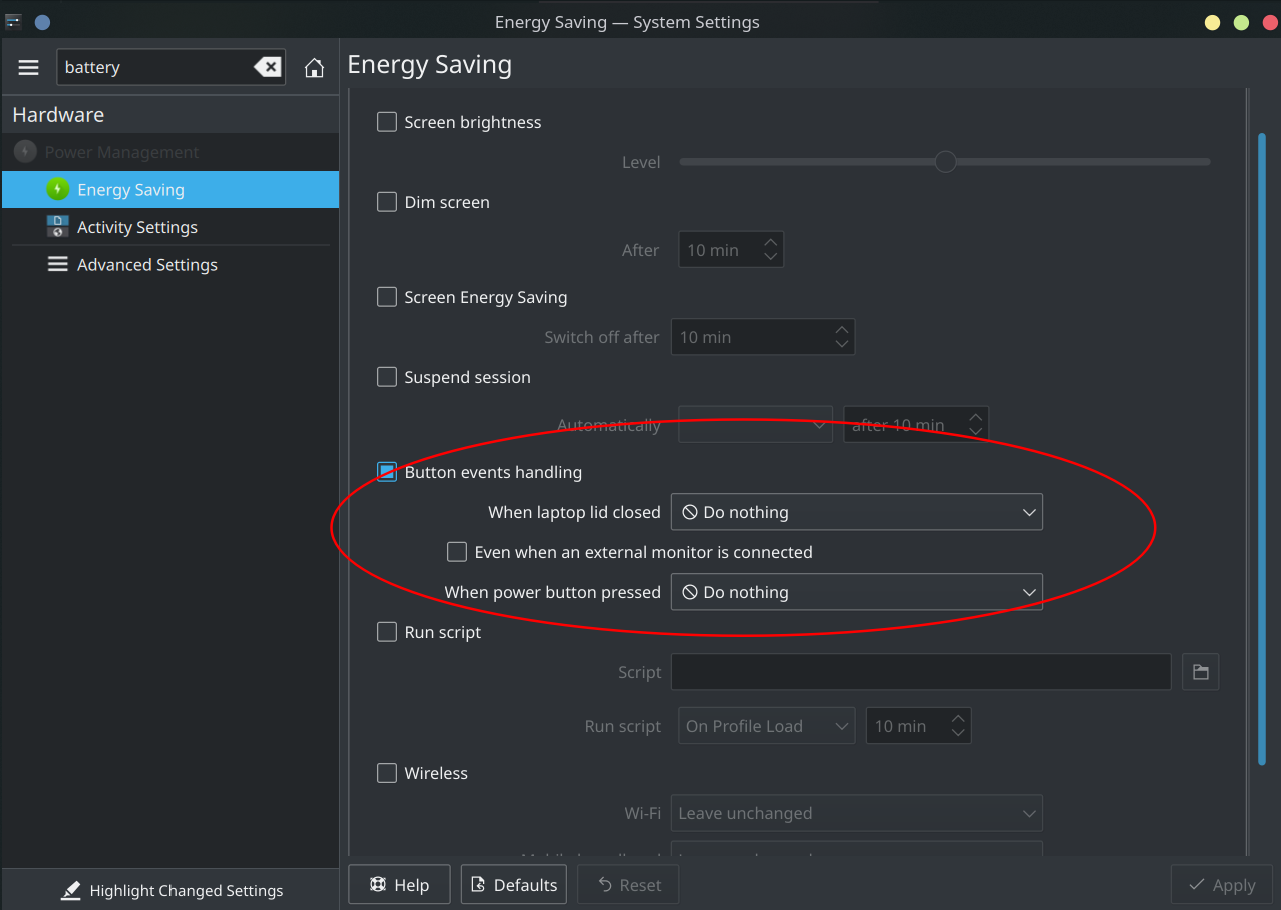 Energy Saving — System Settings
battery
Energy Saving
Hardware
Power Management
Energy Saving
Activity Settings
Advanced Settings
Screen brightness
Level
Dim screen
After 10 min
Screen Energy Saving
Switch off after 10 min
Suspend session
Automatically after 10 min
Button events handling
When laptop lid closed Do nothing
Even when an external monitor is connected
When power button pressed Do nothing
Run script
Script
Run script On Profile Load 10 min
Wireless
Wi-Fi Leave unchanged
Highlight Changed Settings
Help Defaults Reset Apply